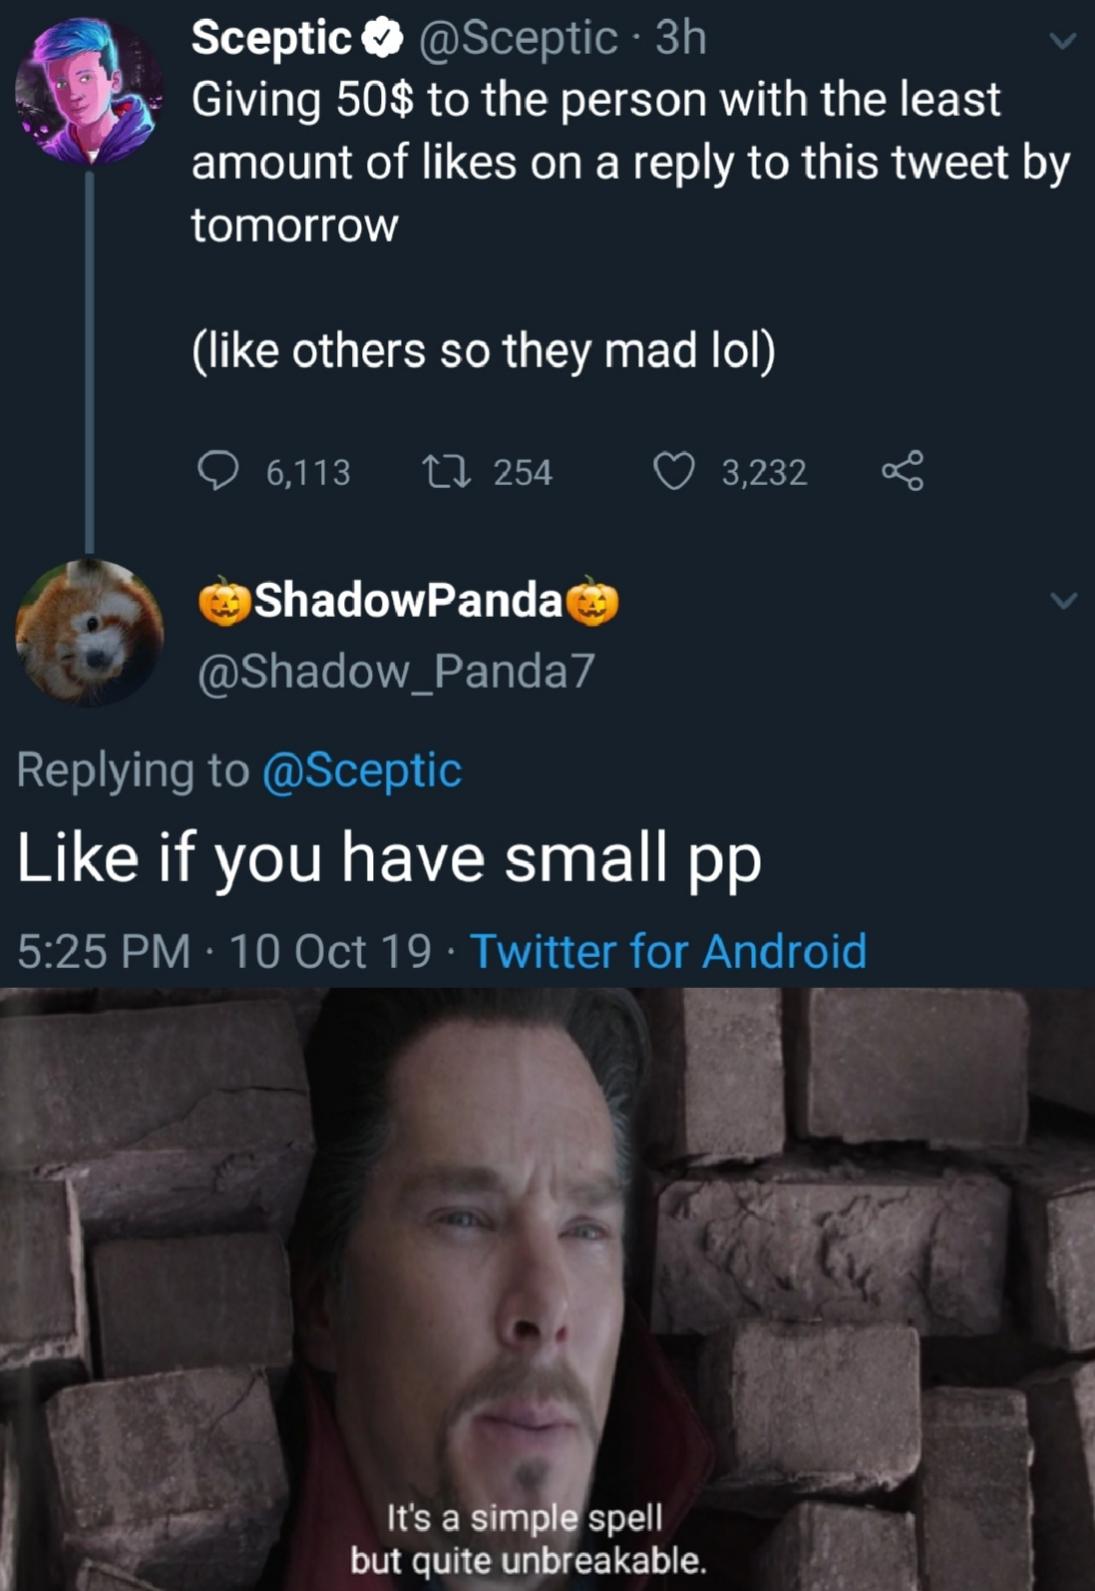 Sceptic @Sceptic · 3h
Giving 50$ to the person with the least
amount of likes on a reply to this tweet by
tomorrow
(like others so they mad lol)
6,113 254 3,232
🎃ShadowPanda🎃
@Shadow_Panda7
Replying to @Sceptic
Like if you have small pp
5:25 PM · 10 Oct 19 · Twitter for Android
It's a simple spell
but quite unbreakable.